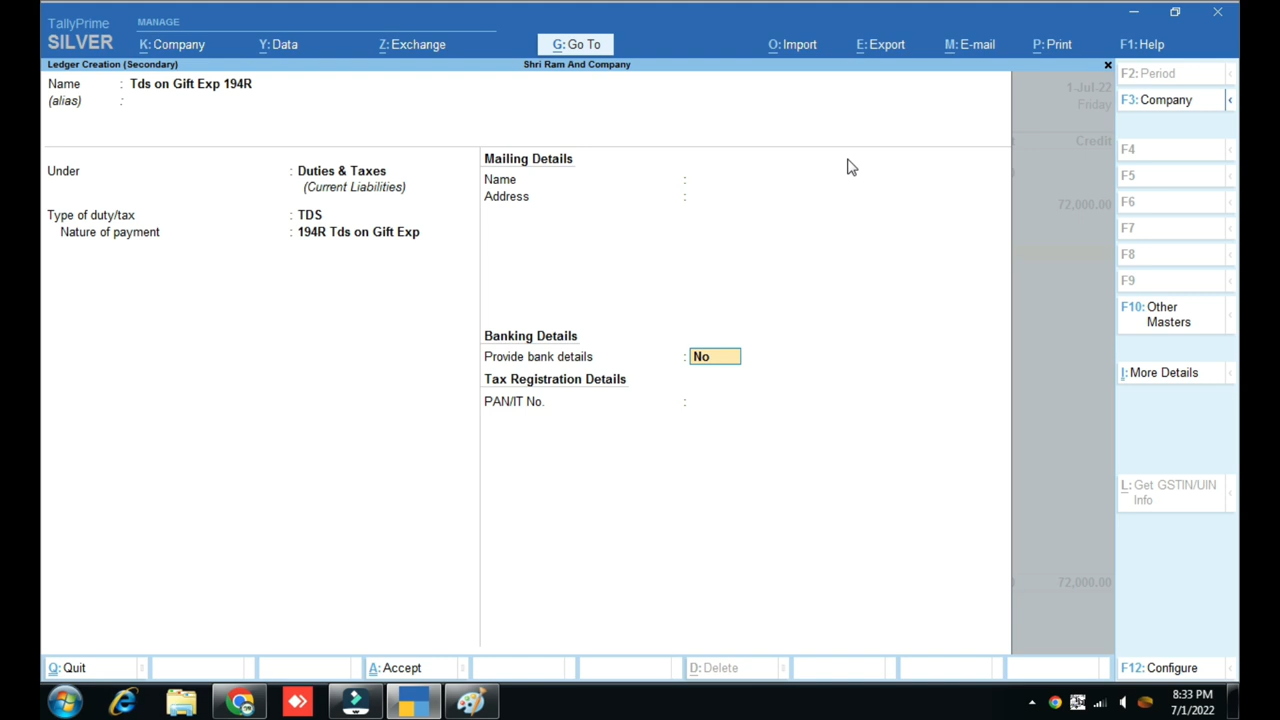 TallyPrime MANAGE
SILVER K: Company Y: Data Z: Exchange G: Go To O: Import E: Export M: E-mail P: Print F1: Help
Ledger Creation (Secondary) Shri Ram And Company ×
Name : Tds on Gift Exp 194R
(alias) :
Under : Duties & Taxes
(Current Liabilities)
Type of duty/tax : TDS
Nature of payment : 194R Tds on Gift Exp
Mailing Details
Name :
Address :
Banking Details
Provide bank details : No
Tax Registration Details
PAN/IT No. :
1-Jul-22
Friday
Credit
72,000.00
72,000.00
F2: Period
F3: Company
F4
F5
F6
F7
F8
F9
F10: Other
Masters
I: More Details
L: Get GSTIN/UIN
Info
Q: Quit A: Accept D: Delete F12: Configure
8:33 PM
7/1/2022